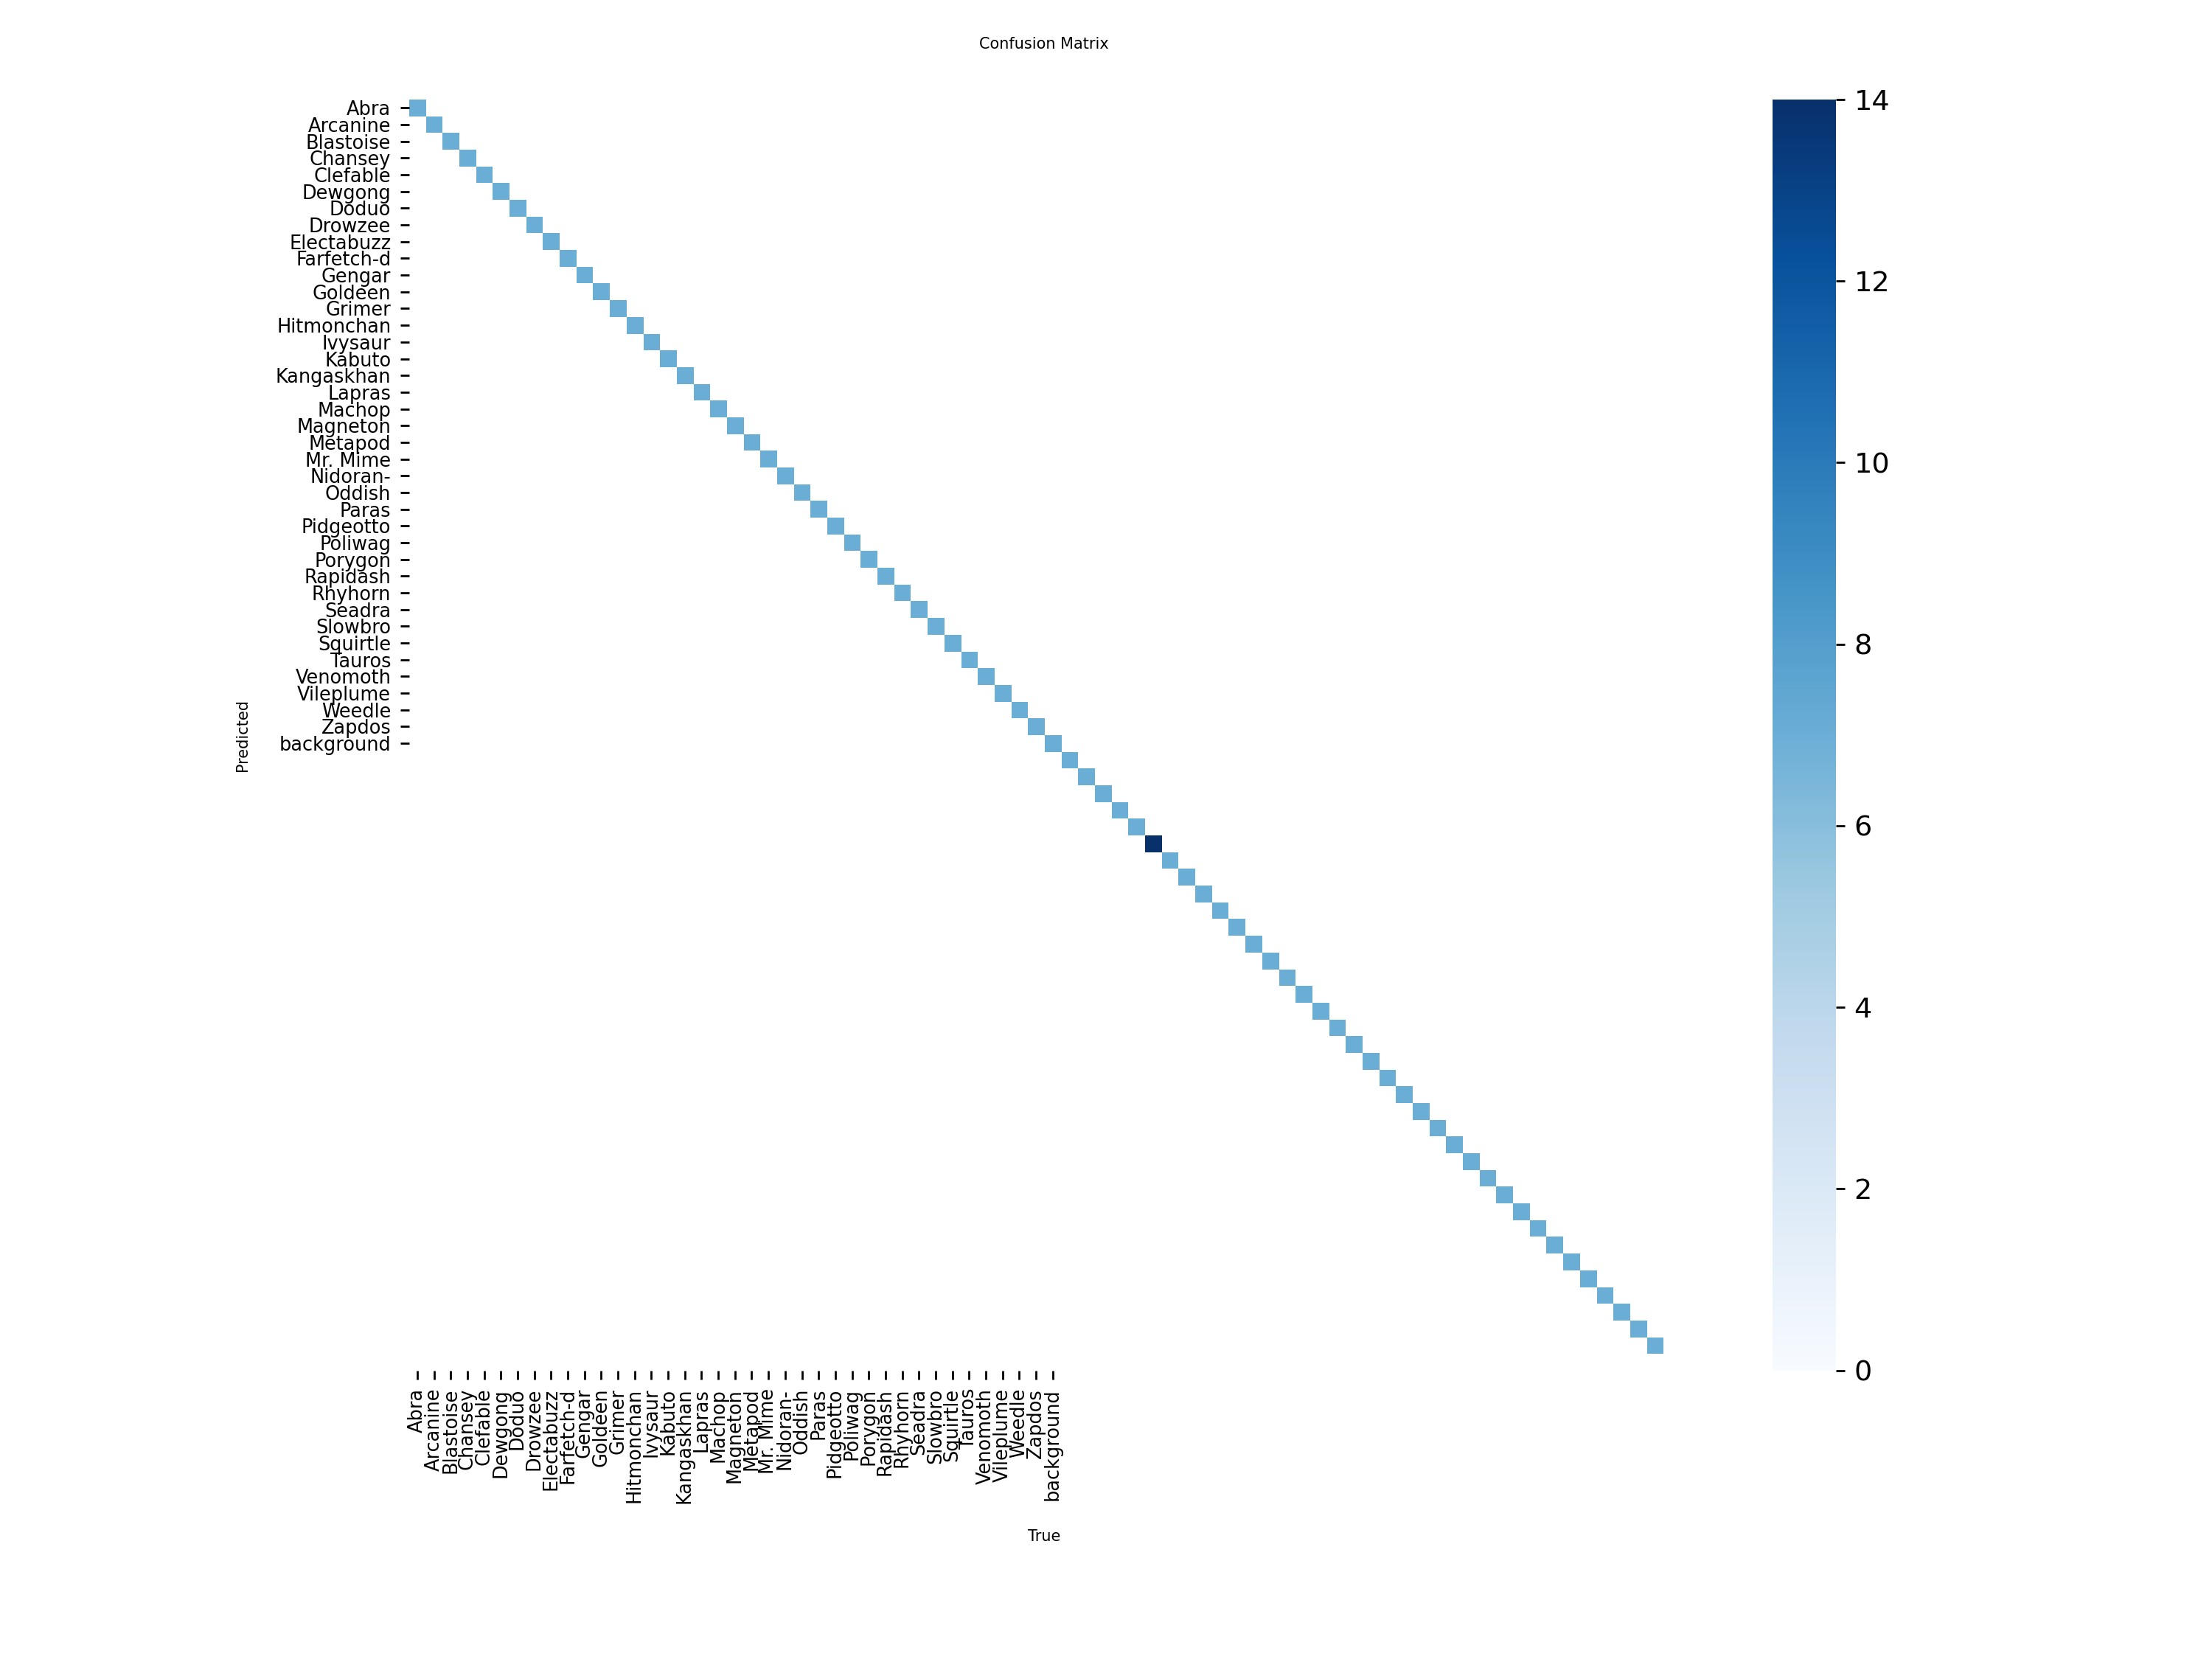 Confusion Matrix
Abra
Arcanine
Blastoise
Chansey
Clefable
Dewgong
Doduo
Drowzee
Electabuzz
Farfetch-d
Gengar
Goldeen
Grimer
Hitmonchan
Ivysaur
Kabuto
Kangaskhan
Lapras
Machop
Magneton
Metapod
Mr. Mime
Nidoran-
Oddish
Paras
Pidgeotto
Poliwag
Porygon
Rapidash
Rhyhorn
Seadra
Slowbro
Squirtle
Tauros
Venomoth
Vileplume
Weedle
Zapdos
background
Predicted
Abra
Arcanine
Blastoise
Chansey
Clefable
Dewgong
Doduo
Drowzee
Electabuzz
Farfetch-d
Gengar
Goldeen
Grimer
Hitmonchan
Ivysaur
Kabuto
Kangaskhan
Lapras
Machop
Magneton
Metapod
Mr. Mime
Nidoran-
Oddish
Paras
Pidgeotto
Poliwag
Porygon
Rapidash
Rhyhorn
Seadra
Slowbro
Squirtle
Tauros
Venomoth
Vileplume
Weedle
Zapdos
background
True
14
12
10
8
6
4
2
0